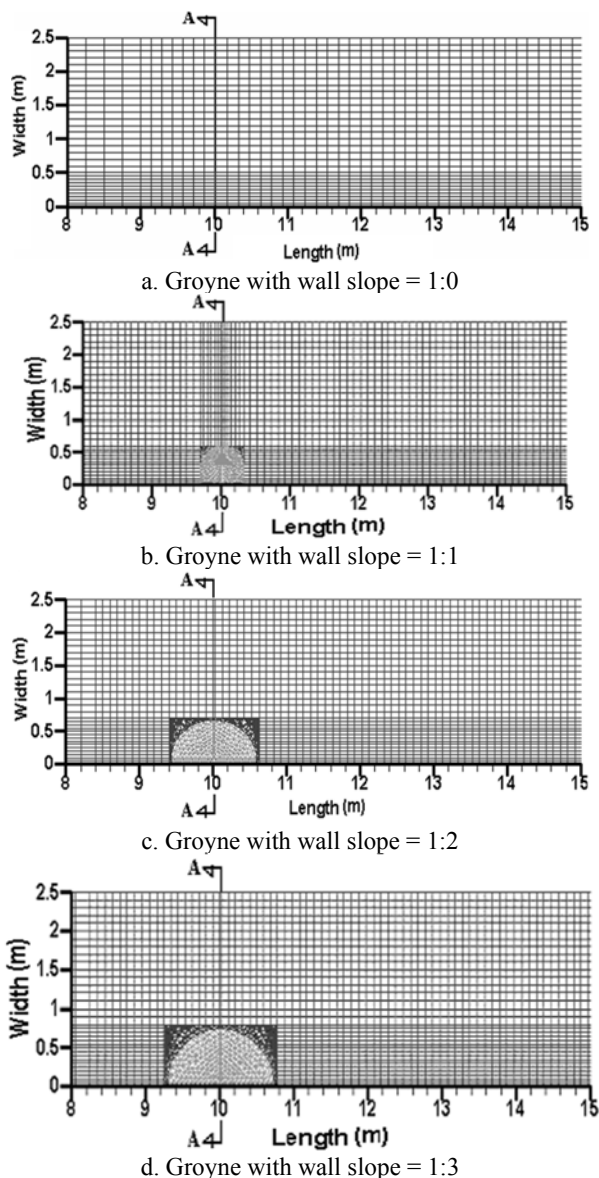 A
2.5
2
1.5
1
0.5
0
Width (m)
8 9 10 11 12 13 14 15
A
Length (m)
a. Groyne with wall slope = 1:0
A
2.5
2
1.5
1
0.5
0
Width (m)
8 9 10 11 12 13 14 15
A
Length (m)
b. Groyne with wall slope = 1:1
A
2.5
2
1.5
1
0.5
0
Width (m)
8 9 10 11 12 13 14 15
A
Length (m)
c. Groyne with wall slope = 1:2
A
2.5
2
1.5
1
0.5
0
Width (m)
8 9 10 11 12 13 14 15
A
Length (m)
d. Groyne with wall slope = 1:3